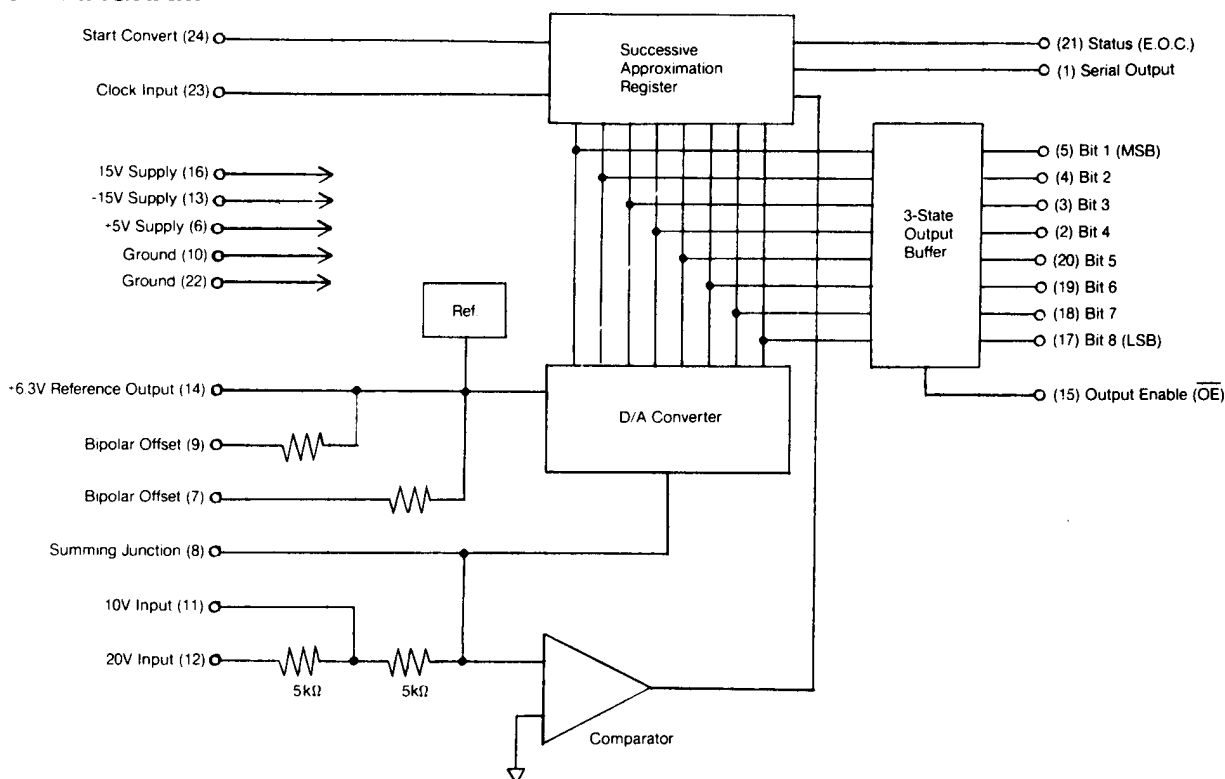 Start Convert (24)
Clock Input (23)
15V Supply (16)
-15V Supply (13)
+5V Supply (6)
Ground (10)
Ground (22)
Successive
Approximation
Register
(21) Status (E.O.C.)
(1) Serial Output
(5) Bit 1 (MSB)
(4) Bit 2
(3) Bit 3
(2) Bit 4
(20) Bit 5
(19) Bit 6
(18) Bit 7
(17) Bit 8 (LSB)
3-State
Output
Buffer
(15) Output Enable (O̅E̅)
Ref.
+6.3V Reference Output (14)
Bipolar Offset (9)
Bipolar Offset (7)
D/A Converter
Summing Junction (8)
10V Input (11)
20V Input (12)
5kΩ
5kΩ
Comparator